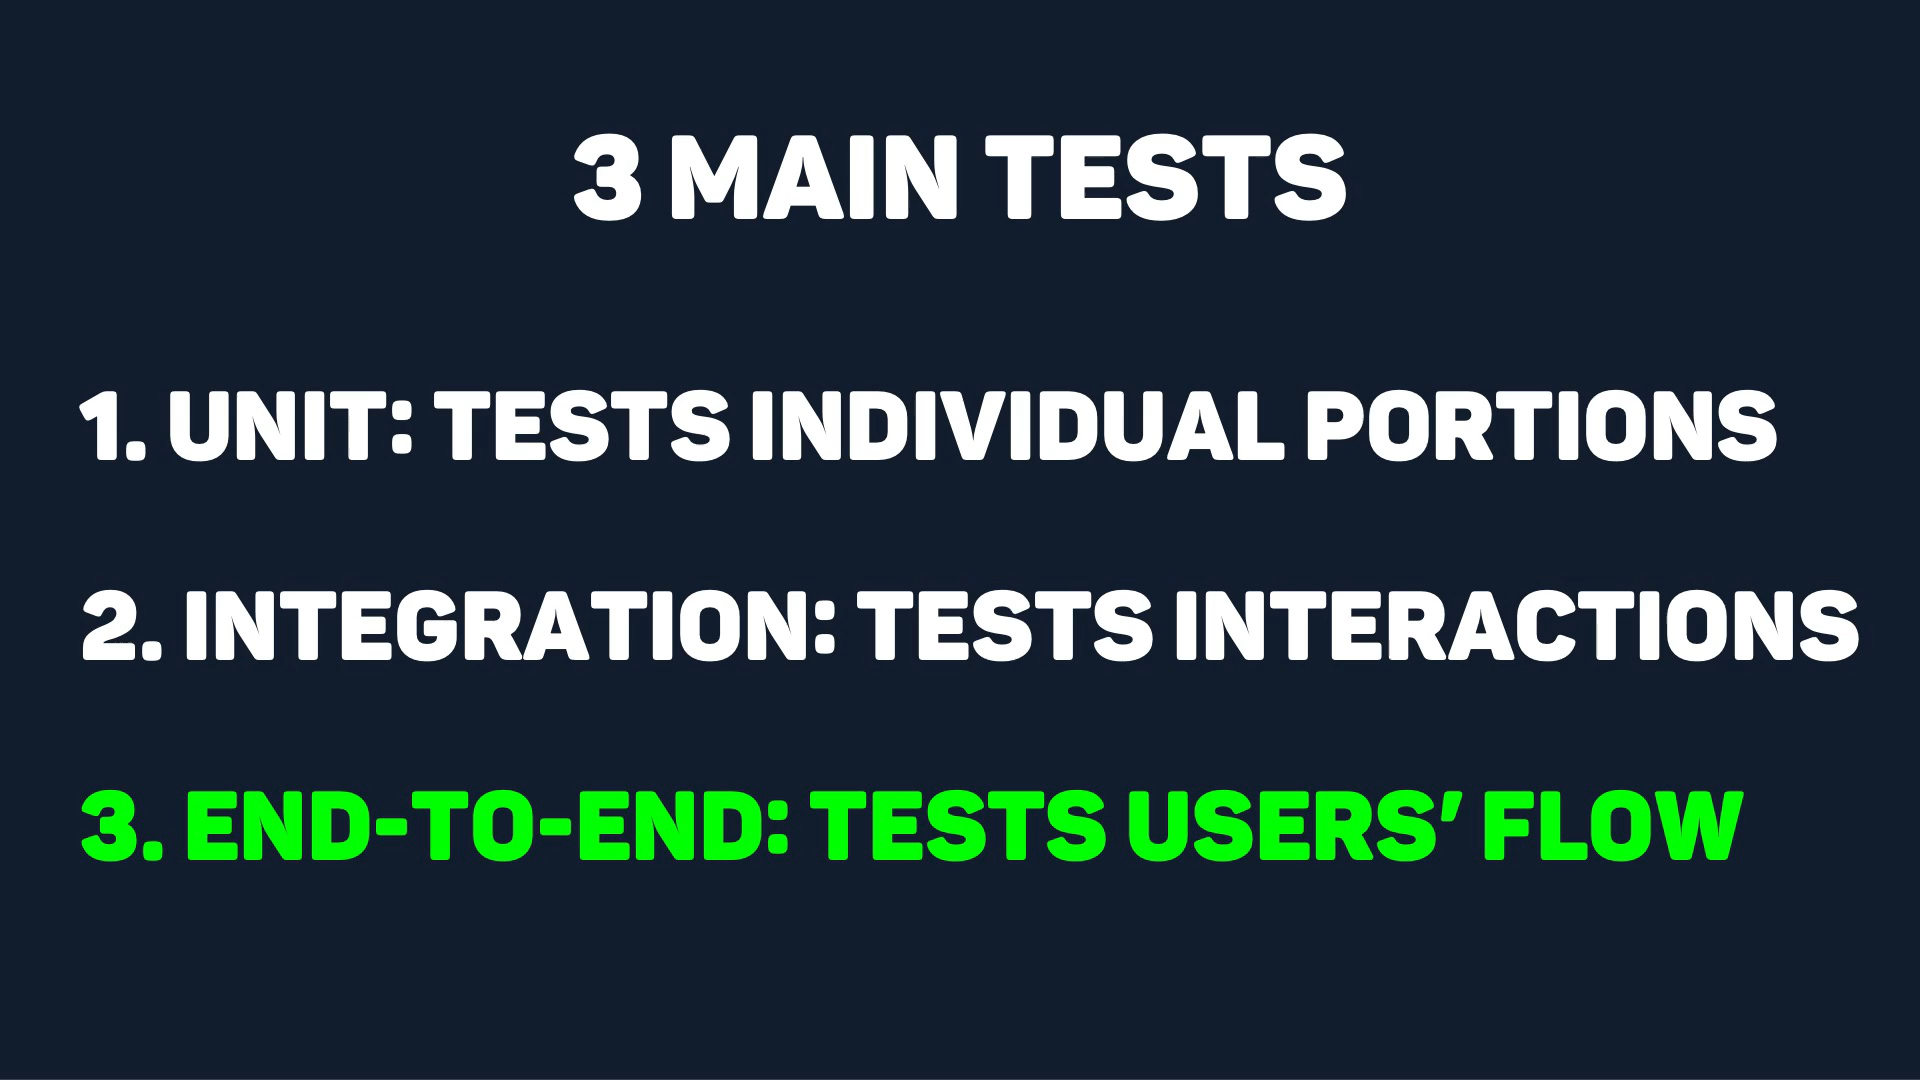 3 MAIN TESTS
1. UNIT: TESTS INDIVIDUAL PORTIONS
2. INTEGRATION: TESTS INTERACTIONS
3. END-TO-END: TESTS USERS’ FLOW